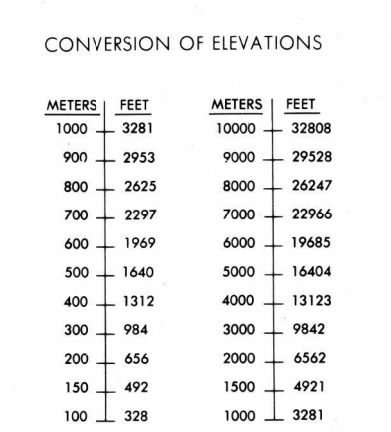 CONVERSION OF ELEVATIONS
METERS FEET METERS FEET
1000 3281 10000 32808
900 2953 9000 29528
800 2625 8000 26247
700 2297 7000 22966
600 1969 6000 19685
500 1640 5000 16404
400 1312 4000 13123
300 984 3000 9842
200 656 2000 6562
150 492 1500 4921
100 328 1000 3281